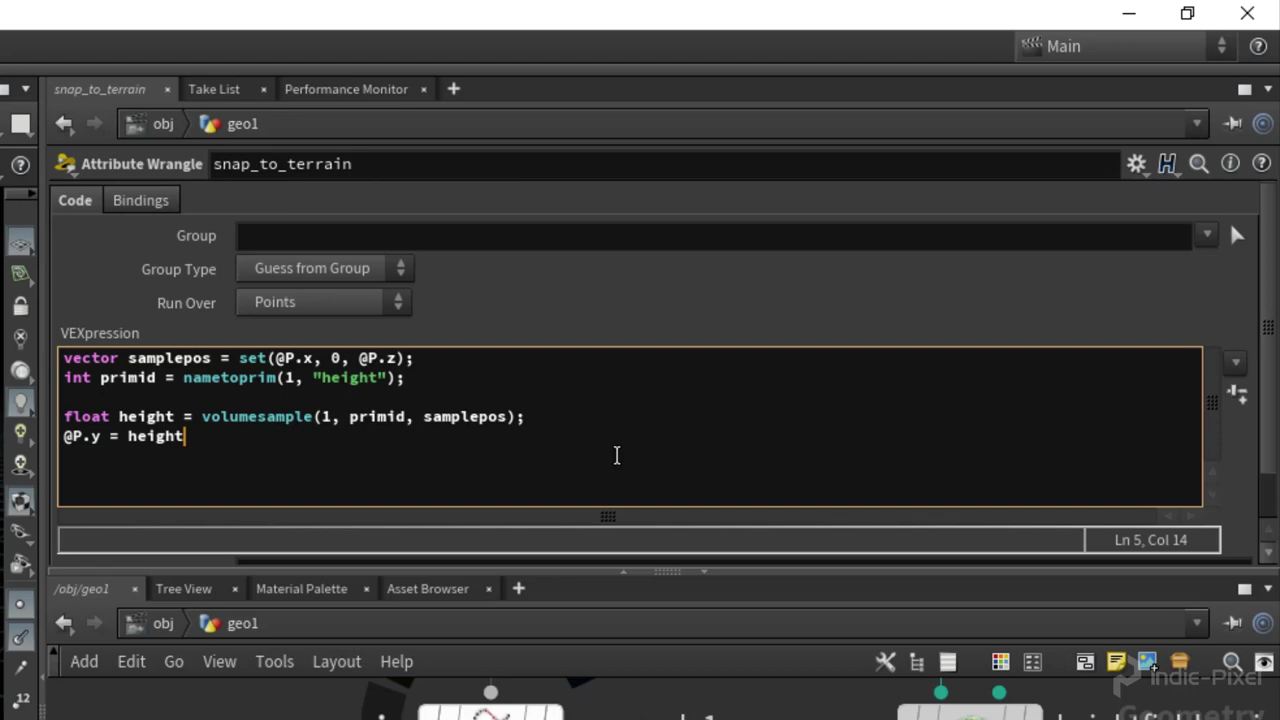 Main
snap_to_terrain × Take List × Performance Monitor × +
obj geo1
Attribute Wrangle snap_to_terrain
Code Bindings
Group
Group Type Guess from Group
Run Over Points
VEXpression
vector samplepos = set(@P.x, 0, @P.z);
int primid = nametoprim(1, "height");
float height = volumesample(1, primid, samplepos);
@P.y = height
Ln 5, Col 14
/obj/geo1 × Tree View × Material Palette × Asset Browser × +
obj geo1
Add Edit Go View Tools Layout Help
.12
Indie-Pixel
Geometry